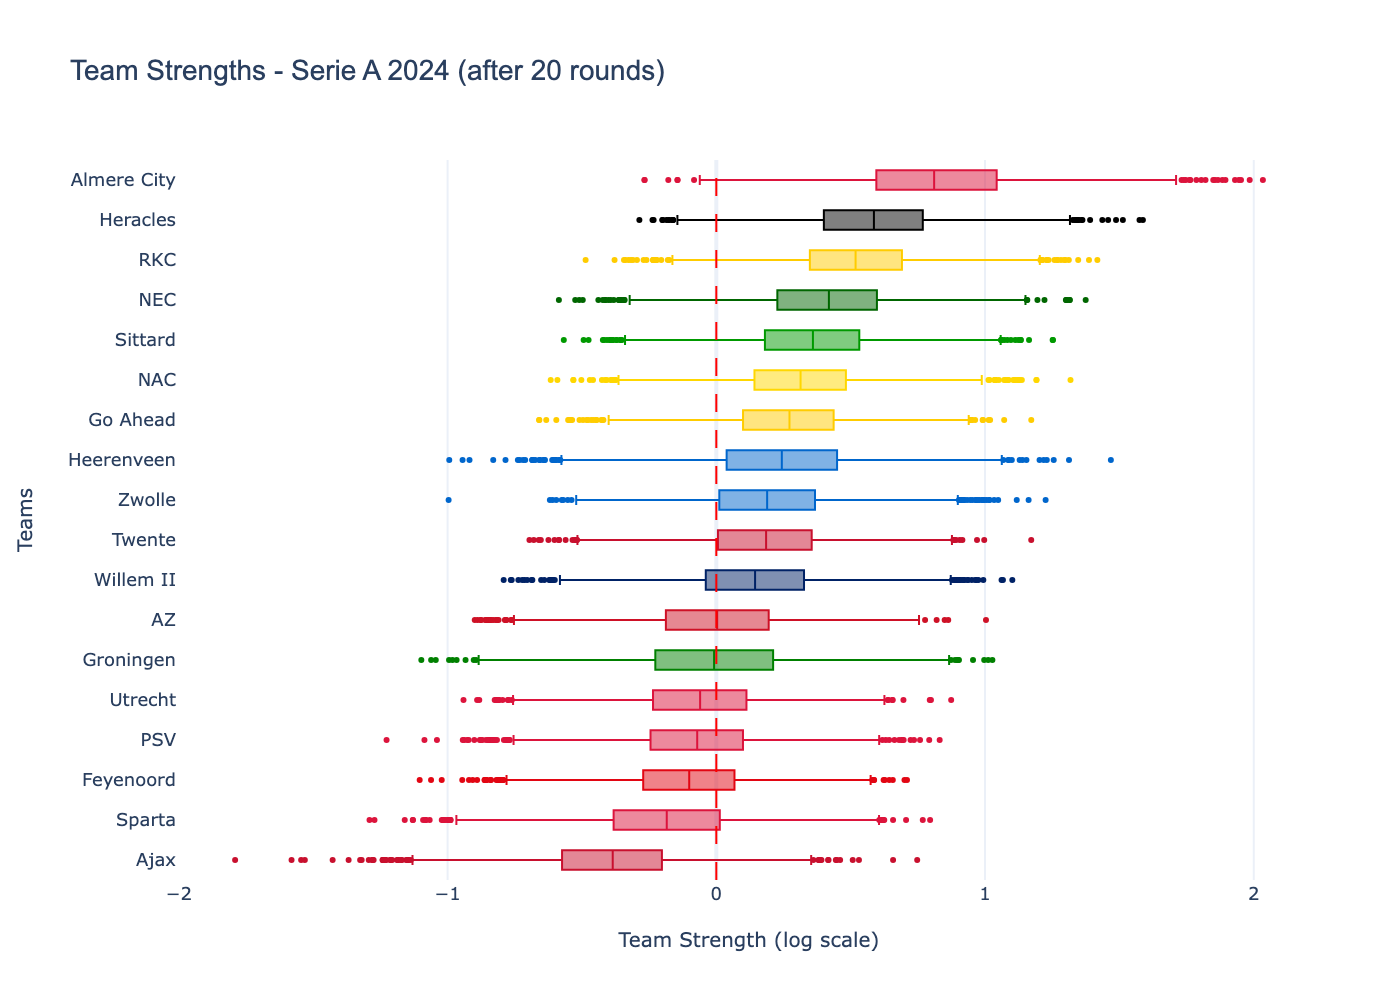 Team Strengths - Serie A 2024 (after 20 rounds)
Almere City
Heracles
RKC
NEC
Sittard
NAC
Go Ahead
Heerenveen
Zwolle
Twente
Willem II
AZ
Groningen
Utrecht
PSV
Feyenoord
Sparta
Ajax
Teams
−2 −1 0 1 2
Team Strength (log scale)